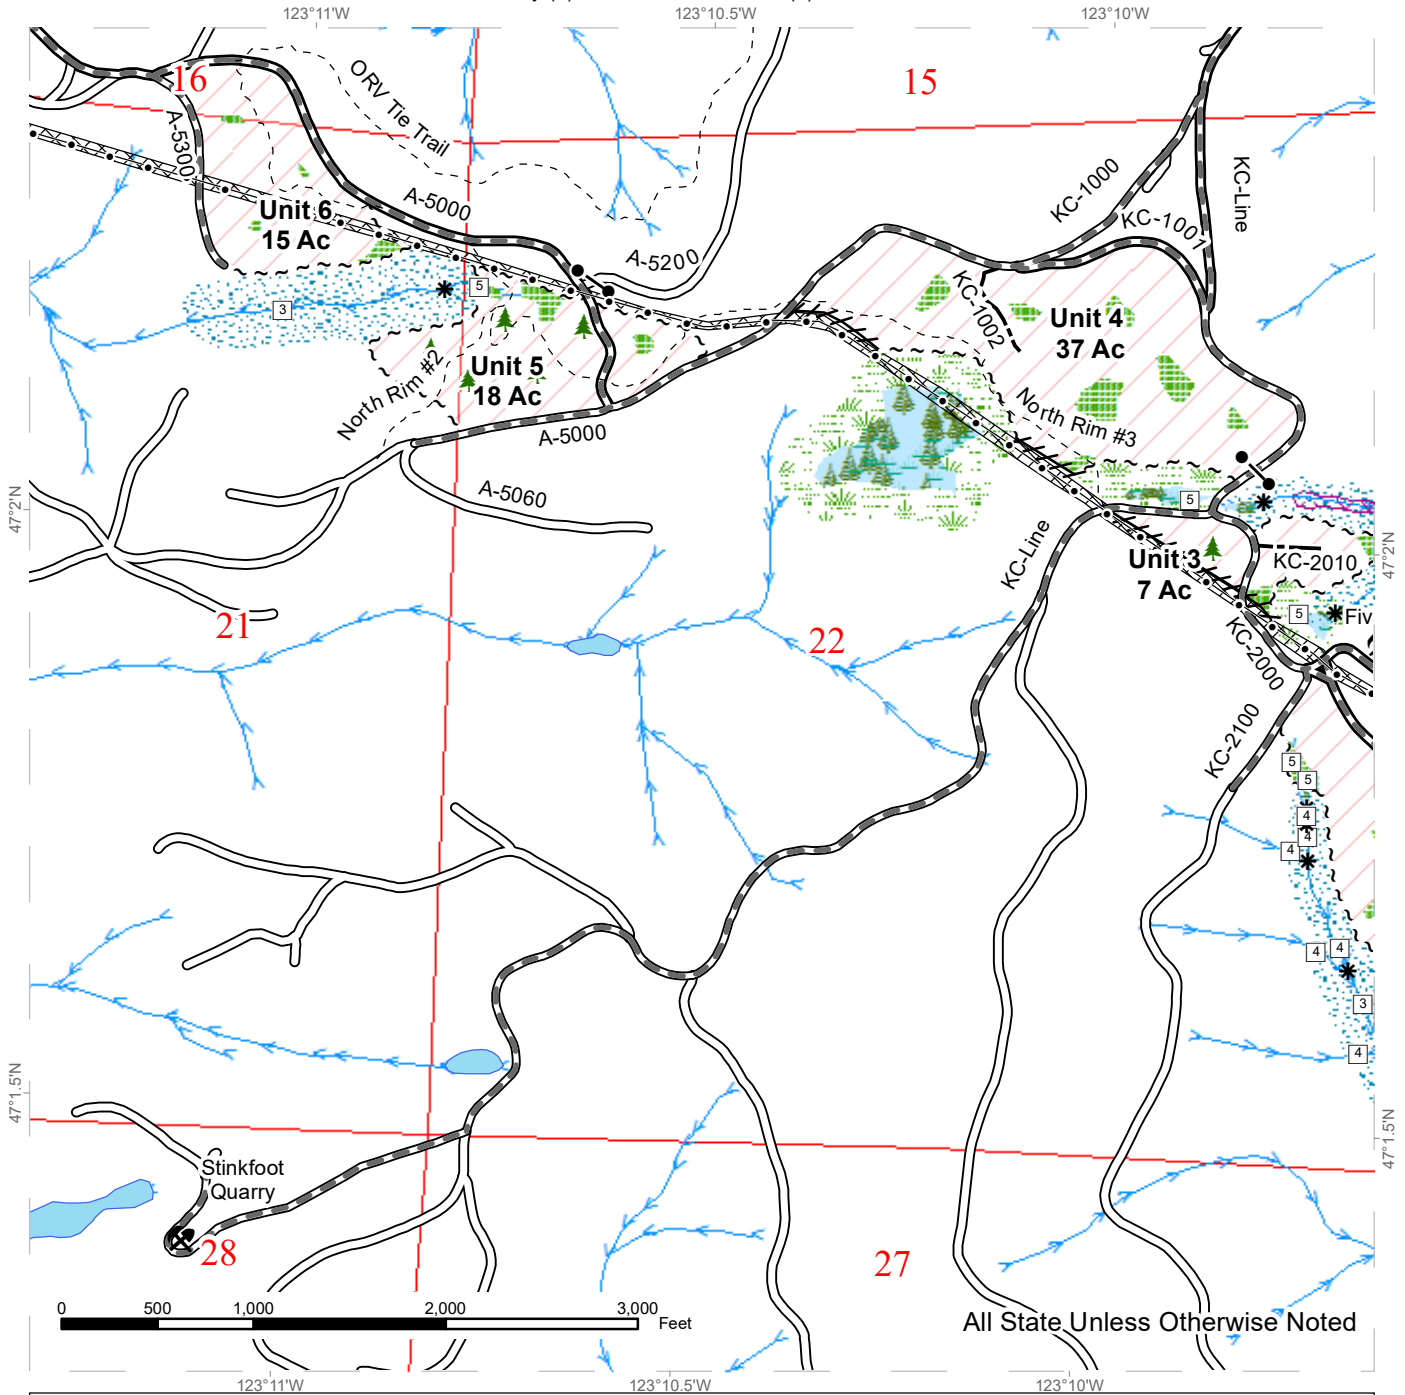 123°11'W
123°10.5'W
123°10'W
16
15
ORV Tie Trail
A-5300
KC-1000
KC-Line
A-5000
KC-1001
Unit 6
15 Ac
A-5200
5
3
KC-1002
Unit 4
37 Ac
North Rim #2
Unit 5
18 Ac
North Rim #3
A-5000
A-5060
5
47°2'N
47°2'N
KC-Line
Unit 3
7 Ac
KC-2010
5
Fiv
21
22
KC-2000
KC-2100
5
5
4
4
4
4
4
3
4
47°1.5'N
47°1.5'N
Stinkfoot
Quarry
28
27
0 500 1,000 2,000 3,000
Feet
All State Unless Otherwise Noted
123°11'W
123°10.5'W
123°10'W